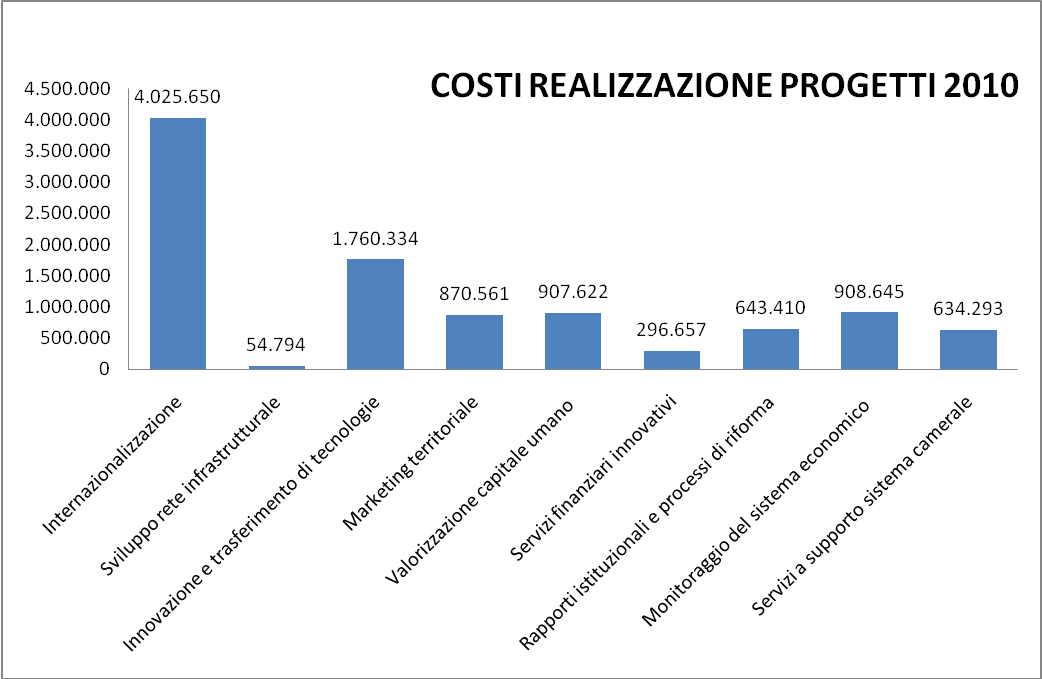 COSTI REALIZZAZIONE PROGETTI 2010
4.500.000
4.000.000
3.500.000
3.000.000
2.500.000
2.000.000
1.500.000
1.000.000
500.000
0
4.025.650
54.794
1.760.334
870.561
907.622
296.657
643.410
908.645
634.293
Internazionalizzazione
Sviluppo rete infrastrutturale
Innovazione e trasferimento di tecnologie
Marketing territoriale
Valorizzazione capitale umano
Servizi finanziari innovativi
Rapporti istituzionali e processi di riforma
Monitoraggio del sistema economico
Servizi a supporto sistema camerale